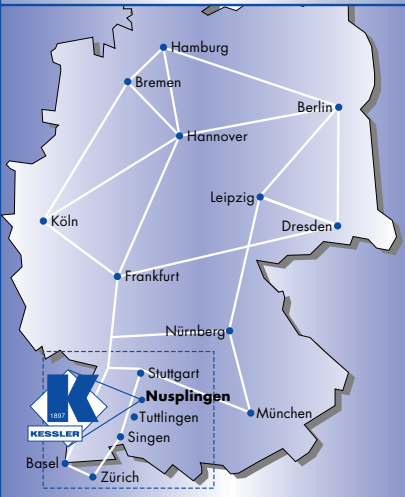 Hamburg
Bremen
Berlin
Hannover
Leipzig
Köln
Dresden
Frankfurt
Nürnberg
Stuttgart
K
Nusplingen
1897
Tuttlingen
München
KESSLER
Singen
Basel
Zürich